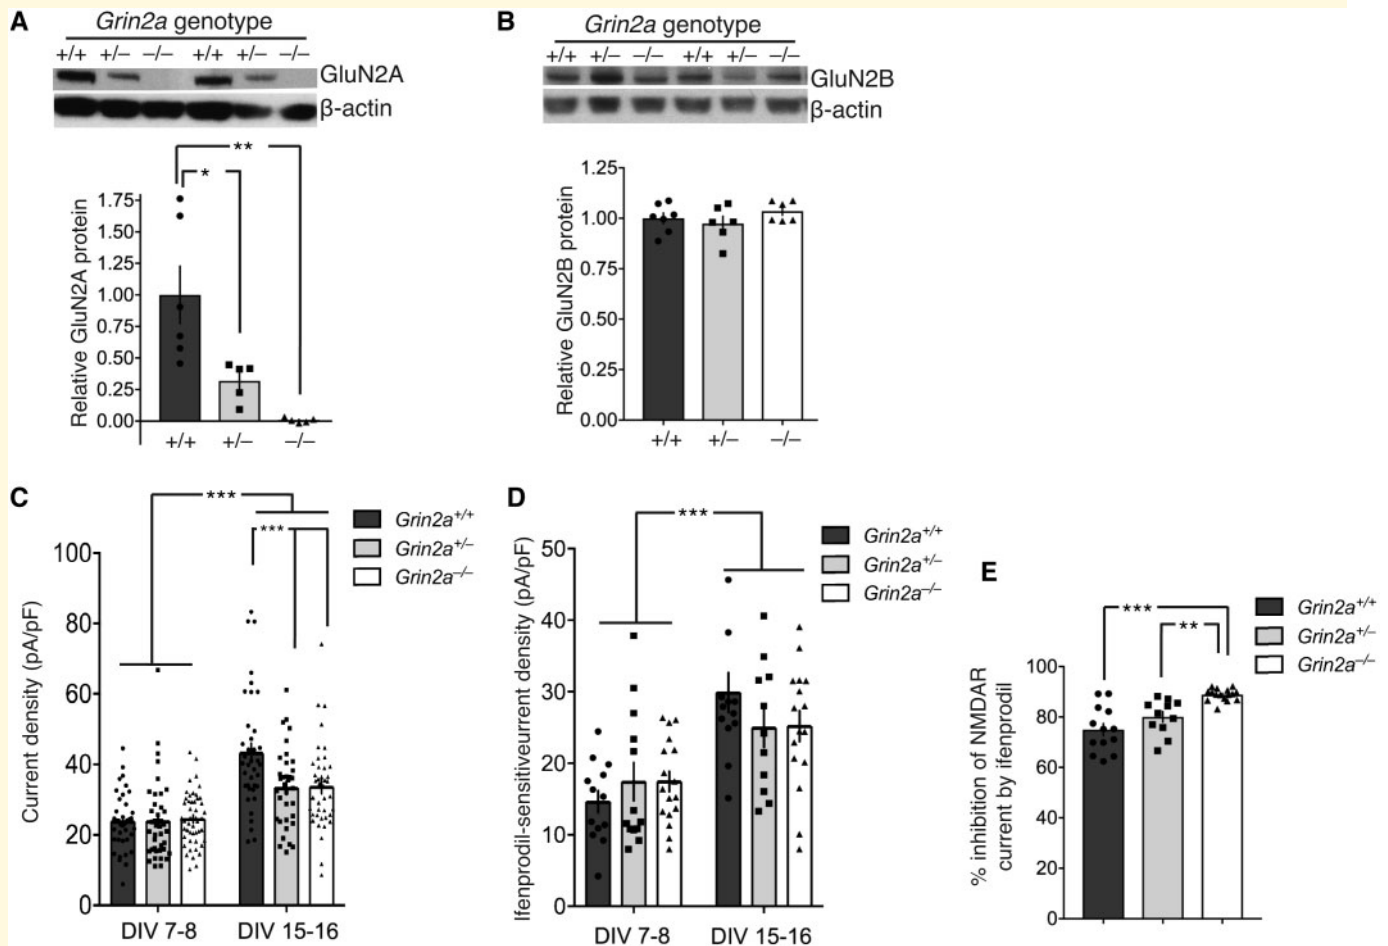 A
Grin2a genotype
+/+ +/− −/− +/+ +/− −/−
GluN2A
β-actin
**
*
Relative GluN2A protein
1.75
1.50
1.25
1.00
0.75
0.50
0.25
0.00
+/+ +/− −/−
B
Grin2a genotype
+/+ +/− −/− +/+ +/− −/−
GluN2B
β-actin
Relative GluN2B protein
1.25
1.00
0.75
0.50
0.25
0.00
+/+ +/− −/−
C
***
***
Grin2a+/+
Grin2a+/−
Grin2a−/−
Current density (pA/pF)
100
80
60
40
20
0
DIV 7-8 DIV 15-16
D
***
Grin2a+/+
Grin2a+/−
Grin2a−/−
Ifenprodil-sensitiveurrent density (pA/pF)
50
40
30
20
10
0
DIV 7-8 DIV 15-16
E
***
**
Grin2a+/+
Grin2a+/−
Grin2a−/−
% inhibition of NMDAR
current by ifenprodil
100
80
60
40
20
0